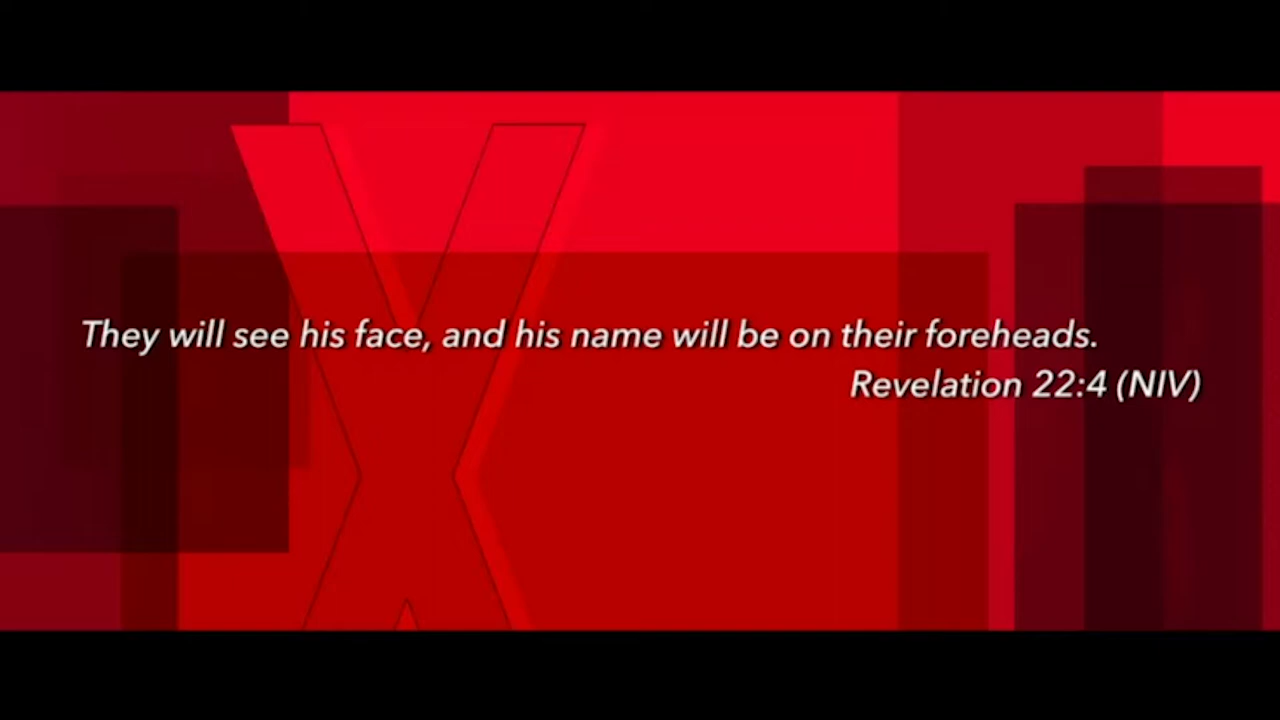 They will see his face, and his name will be on their foreheads.
Revelation 22:4 (NIV)
X